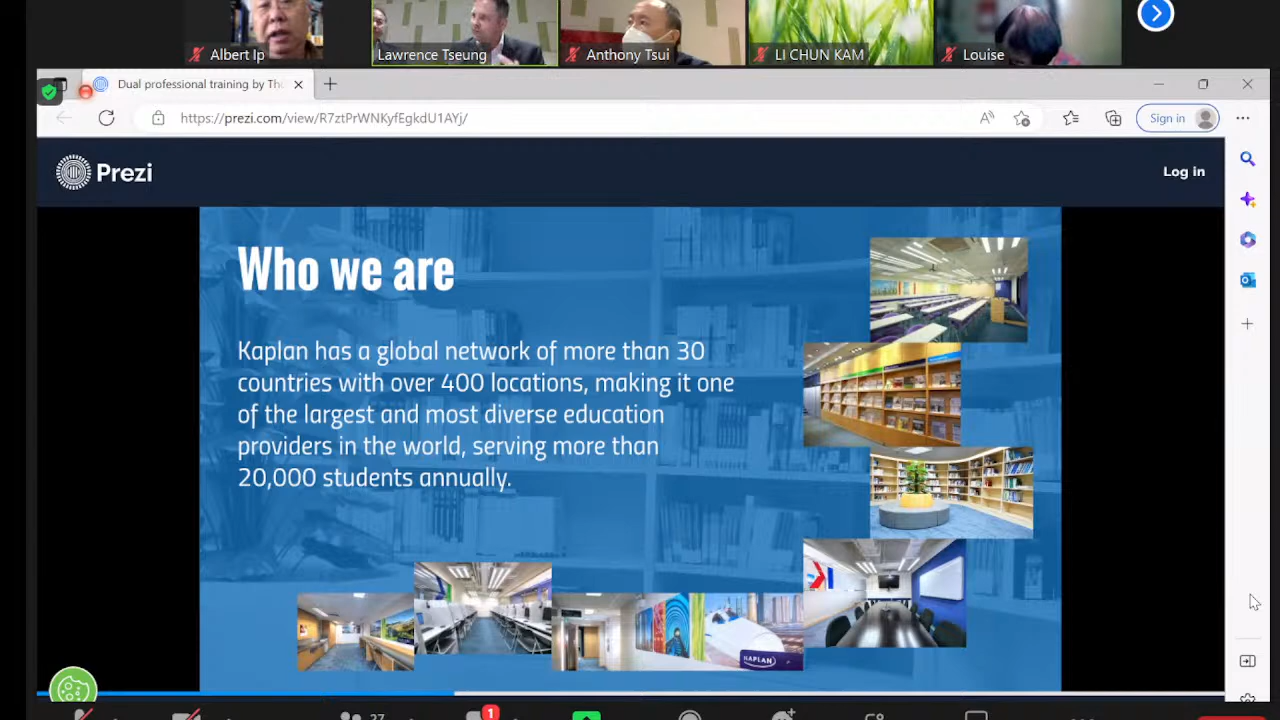 Albert Ip
Lawrence Tseung
Anthony Tsui
LI CHUN KAM
Louise
Dual professional training by Th
https://prezi.com/view/R7ztPrWNKyfEgkdU1AYj/
Sign in
Prezi
Log in
Who we are
Kaplan has a global network of more than 30
countries with over 400 locations, making it one
of the largest and most diverse education
providers in the world, serving more than
20,000 students annually.
KAPLAN
1